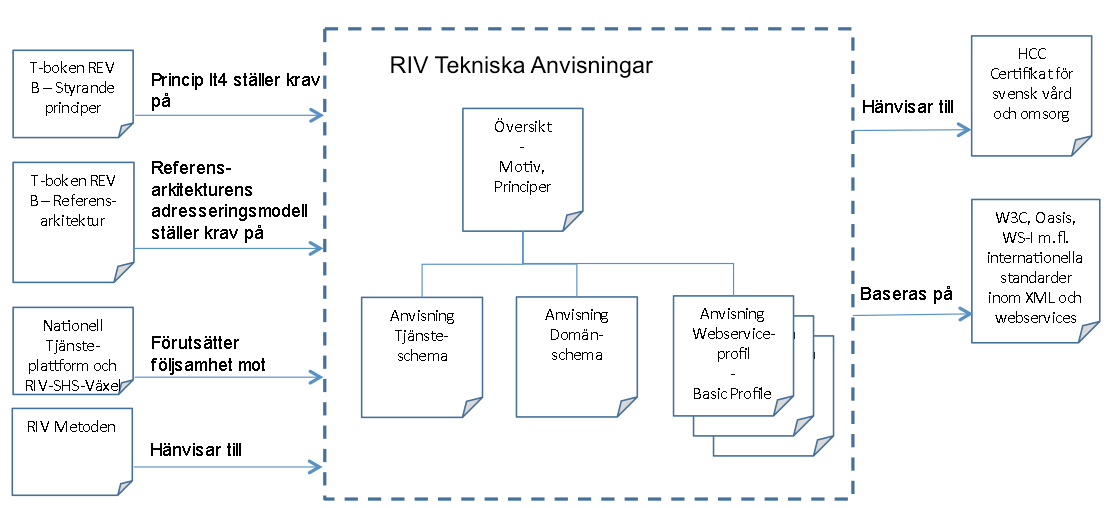 T-boken REV
B – Styrande
principer
Princip It4 ställer krav
på
T-boken REV
B – Referens-
arkitektur
Referens-
arkitekturens
adresseringsmodell
ställer krav på
Nationell
Tjänste-
plattform och
RIV-SHS-Växel
Förutsätter
följsamhet mot
RIV Metoden
Hänvisar till
RIV Tekniska Anvisningar
Översikt
-
Motiv,
Principer
Anvisning
Tjänste-
schema
Anvisning
Domän-
schema
Anvisning
Webservice-
profil
-
Basic Profile
Hänvisar till
HCC
Certifikat för
svensk vård
och omsorg
Baseras på
W3C, Oasis,
WS-I m.fl.
internationella
standarder
inom XML och
webservices